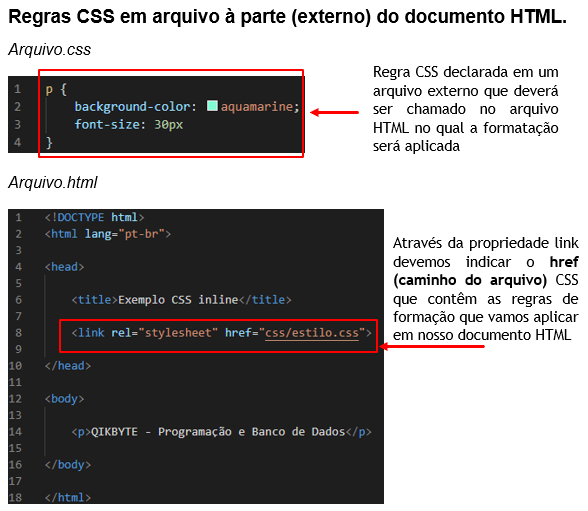 Regras CSS em arquivo à parte (externo) do documento HTML.
Arquivo.css
1 p {
2 background-color: aquamarine;
3 font-size: 30px
4 }
Regra CSS declarada em um
arquivo externo que deverá
ser chamado no arquivo
HTML no qual a formatação
será aplicada
Arquivo.html
1 <!DOCTYPE html>
2 <html lang="pt-br">
3
4 <head>
5
6 <title>Exemplo CSS inline</title>
7
8 <link rel="stylesheet" href="css/estilo.css">
9
10 </head>
11
12 <body>
13
14 <p>QIKBYTE - Programação e Banco de Dados</p>
15
16 </body>
17
18 </html>
Através da propriedade link
devemos indicar o href
(caminho do arquivo) CSS
que contêm as regras de
formação que vamos aplicar
em nosso documento HTML